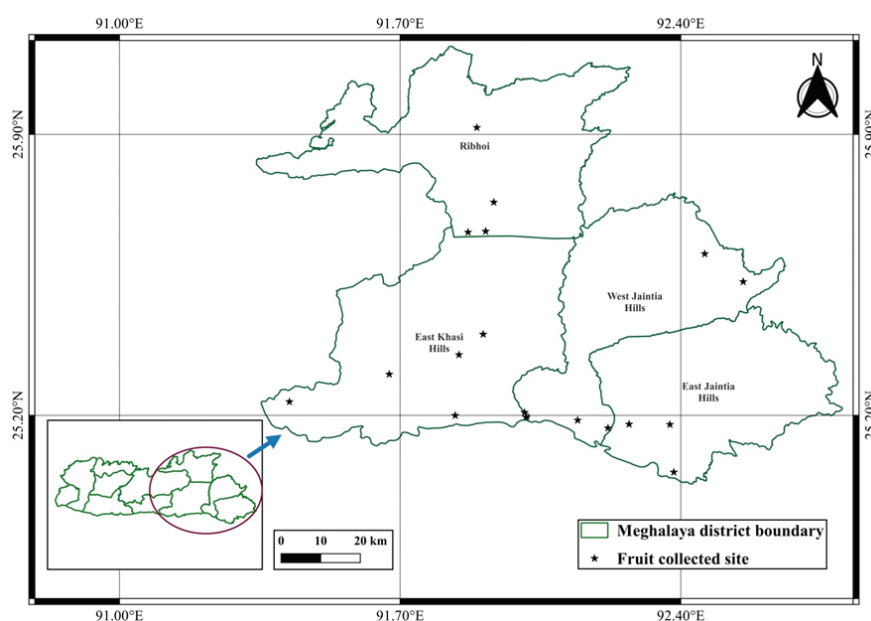 91.00°E 91.70°E 92.40°E
N
25.90°N 25.90°N
Ribhoi
West Jaintia
Hills
East Khasi
Hills
East Jaintia
Hills
25.20°N 25.20°N
0 10 20 km
Meghalaya district boundary
Fruit collected site
91.00°E 91.70°E 92.40°E